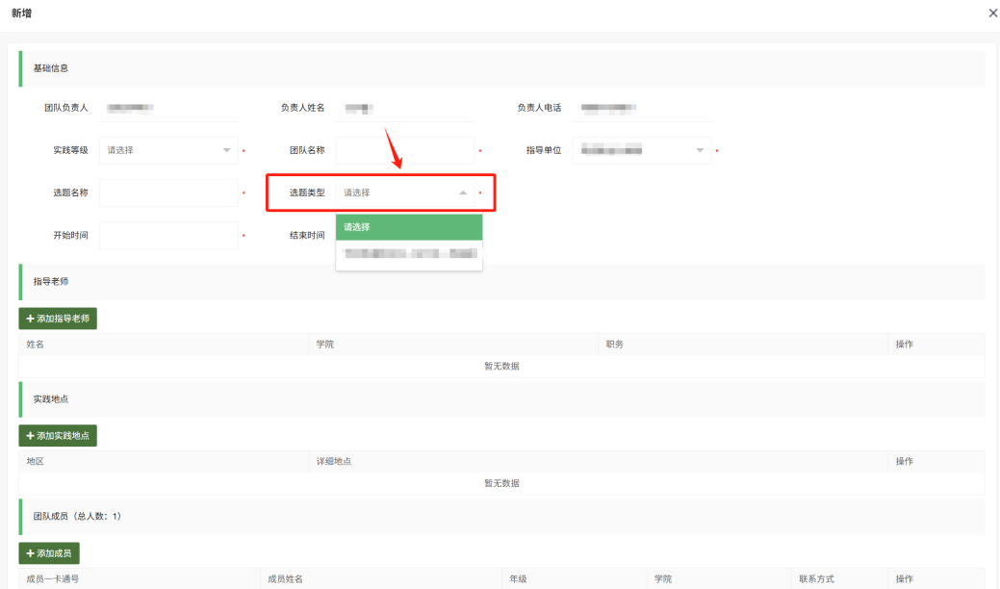 新增
基础信息
团队负责人 负责人姓名 负责人电话
实践等级 请选择 * 团队名称 * 指导单位 *
选题名称 * 选题类型 请选择 *
请选择
开始时间 * 结束时间
指导老师
+ 添加指导老师
姓名 学院 职务 操作
暂无数据
实践地点
+ 添加实践地点
地区 详细地点 操作
暂无数据
团队成员（总人数：1）
+ 添加成员
成员一卡通号 成员姓名 年级 学院 联系方式 操作